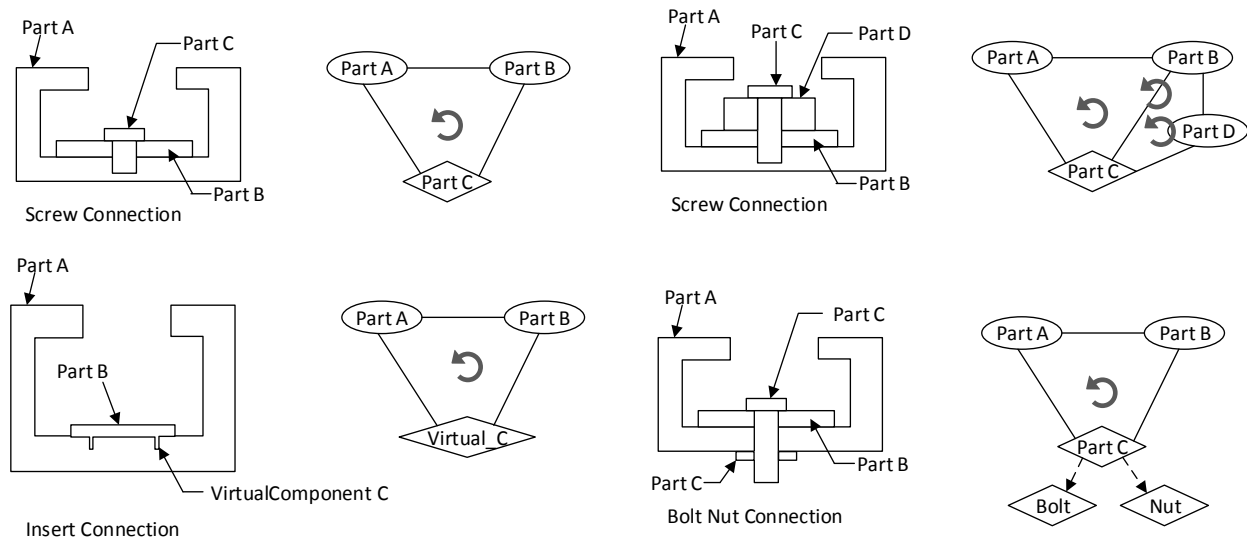 Part A
Part C
Part B
Screw Connection
Part A
Part B
Part C
Part A
Part C
Part D
Part B
Screw Connection
Part A
Part B
Part D
Part C
Part A
Part B
VirtualComponent C
Insert Connection
Part A
Part B
Virtual_C
Part A
Part C
Part B
Part C
Bolt Nut Connection
Part A
Part B
Part C
Bolt
Nut